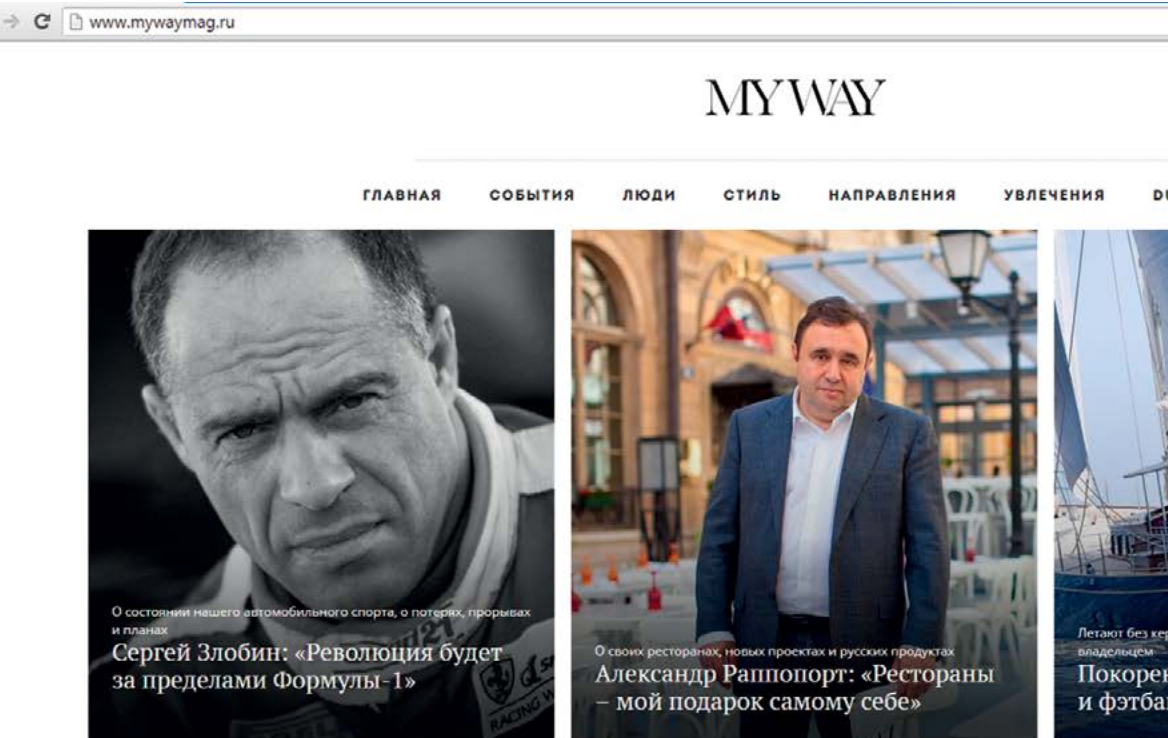 www.mywaymag.ru
MY WAY
ГЛАВНАЯ СОБЫТИЯ ЛЮДИ СТИЛЬ НАПРАВЛЕНИЯ УВЛЕЧЕНИЯ
О состоянии нашего автомобильного спорта, о потерях, прорывах
и планах
Сергей Злобин: «Революция будет
за пределами Формулы-1»
RACING
О своих ресторанах, новых проектах и русских продуктах
Александр Раппопорт: «Рестораны
– мой подарок самому себе»
Летают без
владельцем
и